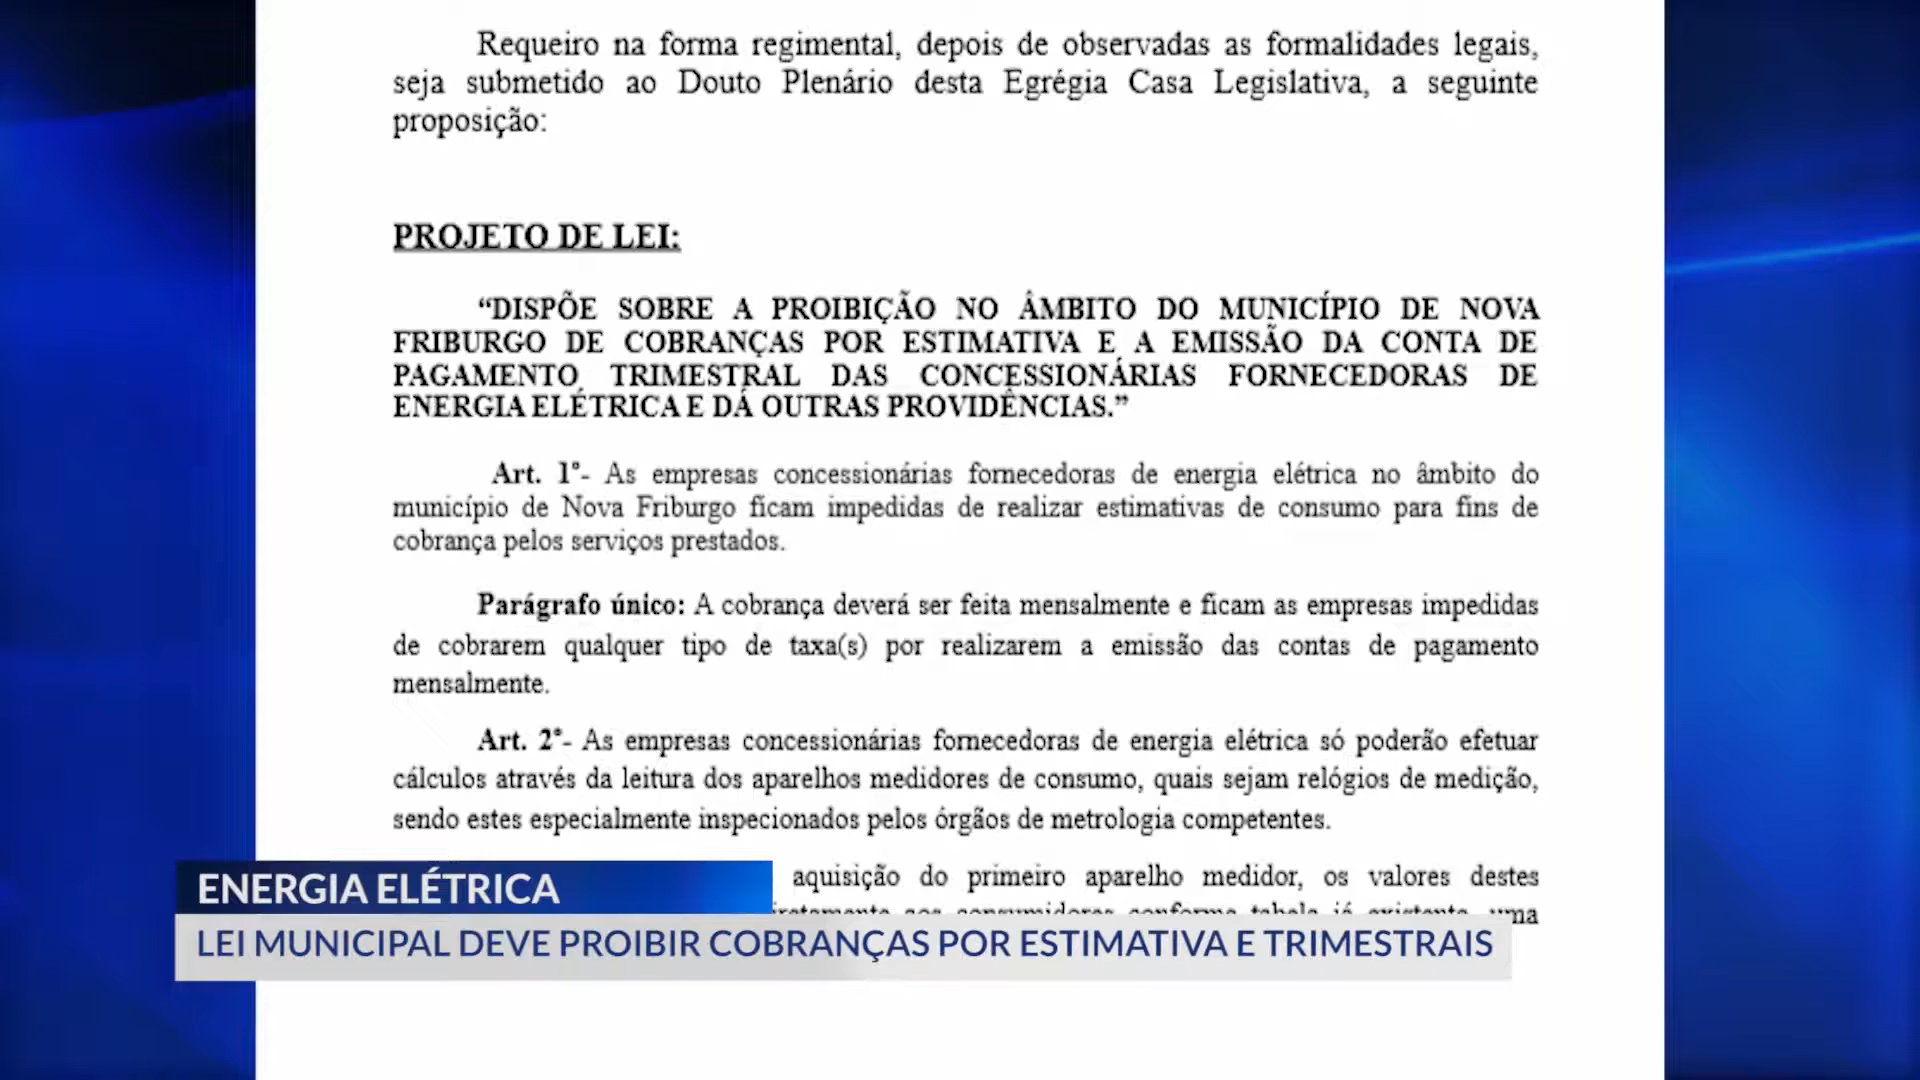 Requeiro na forma regimental, depois de observadas as formalidades legais,
seja submetido ao Douto Plenário desta Egrégia Casa Legislativa, a seguinte
proposição:
PROJETO DE LEI:
“DISPÕE SOBRE A PROIBIÇÃO NO ÂMBITO DO MUNICÍPIO DE NOVA
FRIBURGO DE COBRANÇAS POR ESTIMATIVA E A EMISSÃO DA CONTA DE
PAGAMENTO TRIMESTRAL DAS CONCESSIONÁRIAS FORNECEDORAS DE
ENERGIA ELÉTRICA E DÁ OUTRAS PROVIDÊNCIAS.”
Art. 1°- As empresas concessionárias fornecedoras de energia elétrica no âmbito do
município de Nova Friburgo ficam impedidas de realizar estimativas de consumo para fins de
cobrança pelos serviços prestados.
Parágrafo único: A cobrança deverá ser feita mensalmente e ficam as empresas impedidas
de cobrarem qualquer tipo de taxa(s) por realizarem a emissão das contas de pagamento
mensalmente.
Art. 2°- As empresas concessionárias fornecedoras de energia elétrica só poderão efetuar
cálculos através da leitura dos aparelhos medidores de consumo, quais sejam relógios de medição,
sendo estes especialmente inspecionados pelos órgãos de metrologia competentes.
aquisição do primeiro aparelho medidor, os valores destes
aos consumidores conforme tabela já existente, uma
ENERGIA ELÉTRICA
LEI MUNICIPAL DEVE PROIBIR COBRANÇAS POR ESTIMATIVA E TRIMESTRAIS